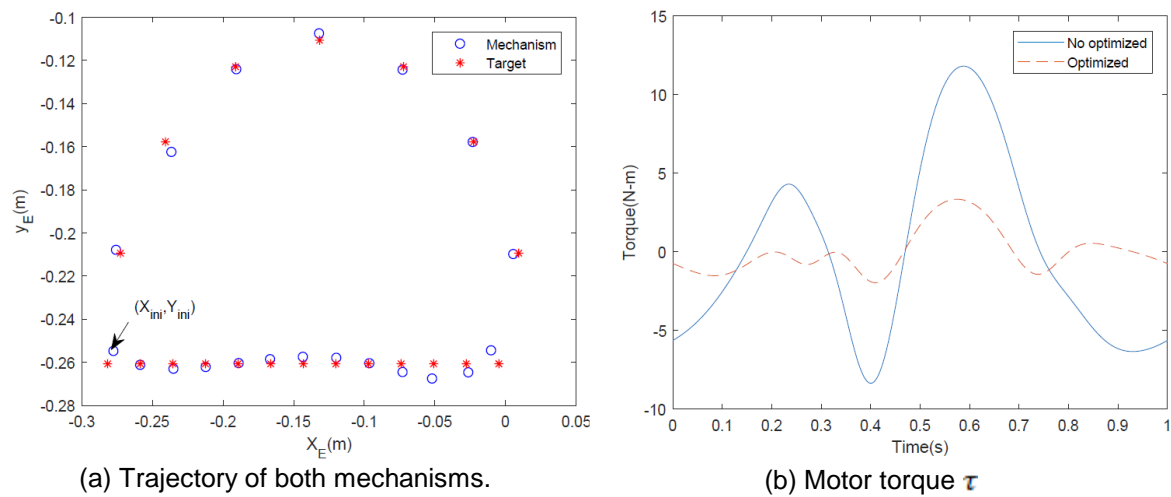 -0.1
-0.12
-0.14
-0.16
-0.18
-0.2
-0.22
-0.24
-0.26
-0.28
y_E(m)
Mechanism
Target
(X_ini,Y_ini)
-0.3 -0.25 -0.2 -0.15 -0.1 -0.05 0 0.05
X_E(m)
(a) Trajectory of both mechanisms.
15
10
5
0
-5
-10
Torque(N-m)
No optimized
Optimized
0 0.1 0.2 0.3 0.4 0.5 0.6 0.7 0.8 0.9 1
Time(s)
(b) Motor torque τ